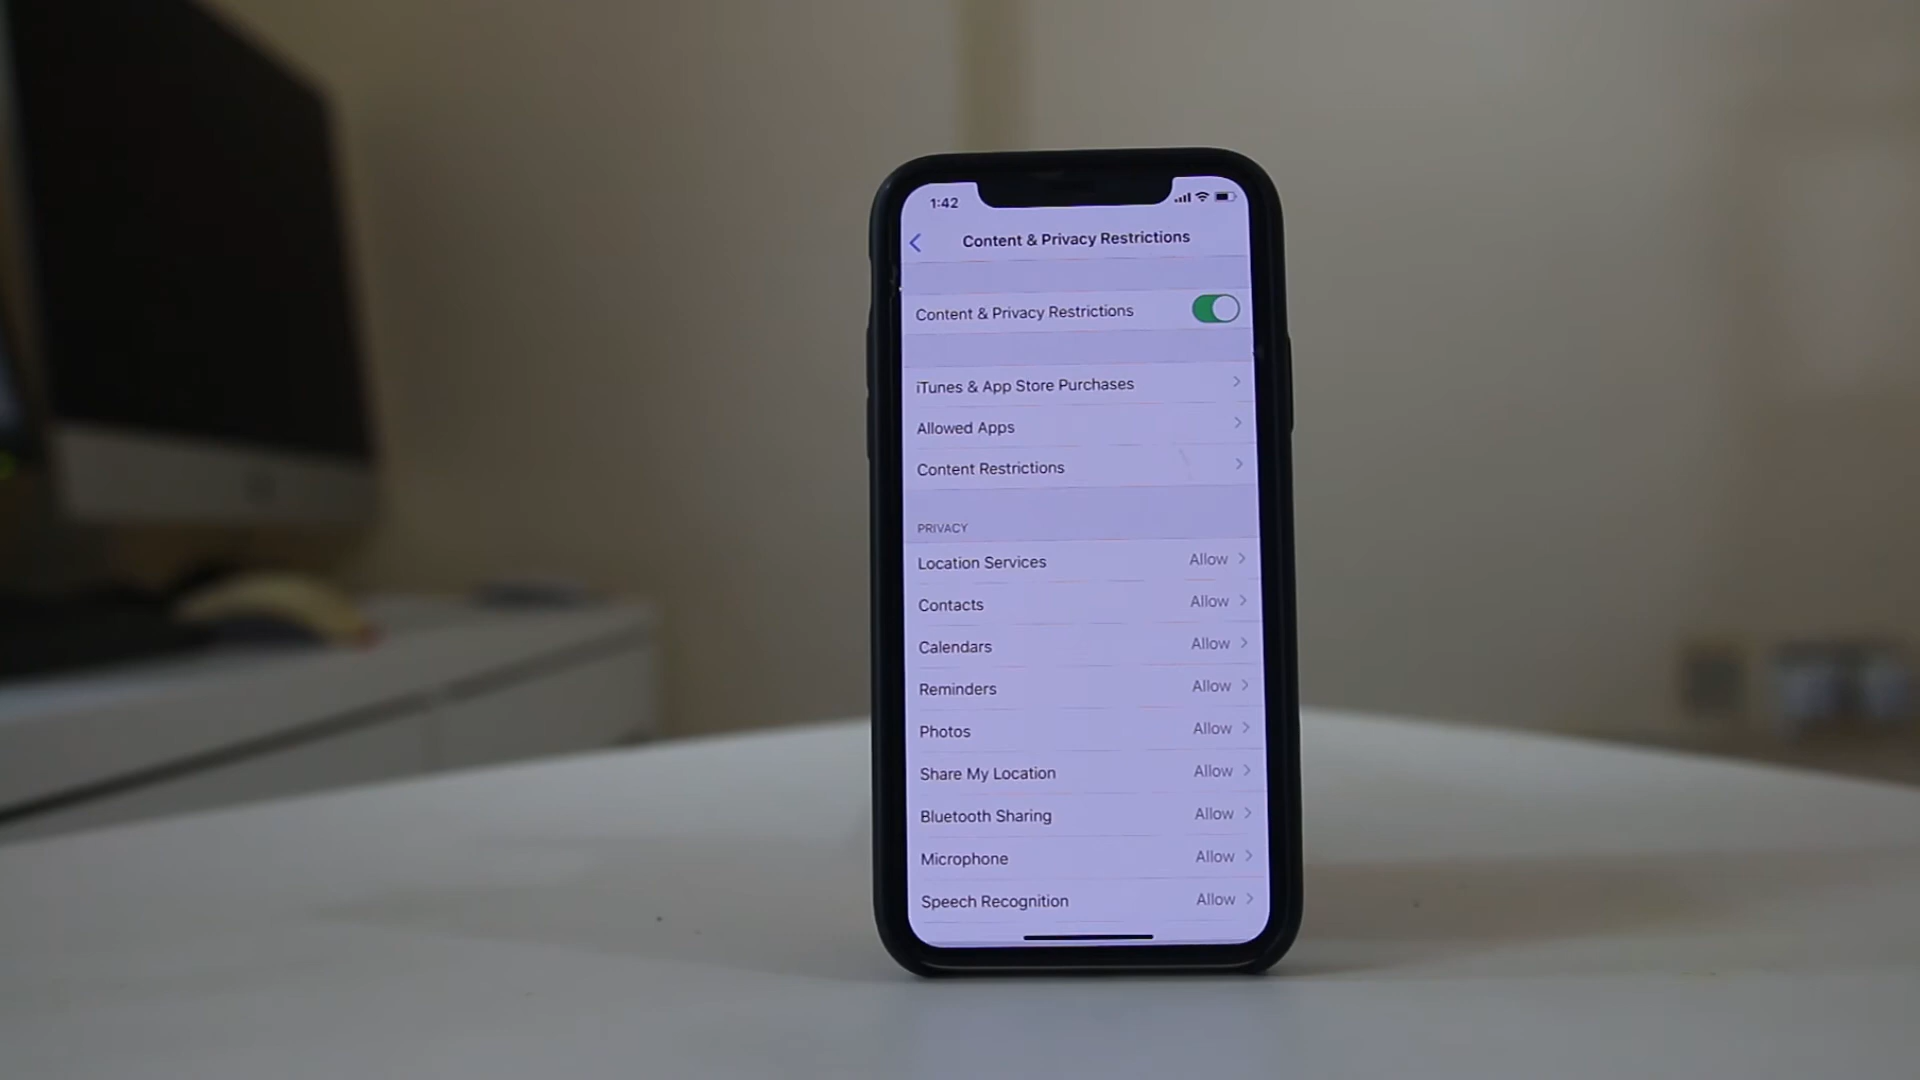 1:42
Content & Privacy Restrictions
Content & Privacy Restrictions
iTunes & App Store Purchases
Allowed Apps
Content Restrictions
PRIVACY
Location Services Allow
Contacts Allow
Calendars Allow
Reminders Allow
Photos Allow
Share My Location Allow
Bluetooth Sharing Allow
Microphone Allow
Speech Recognition Allow